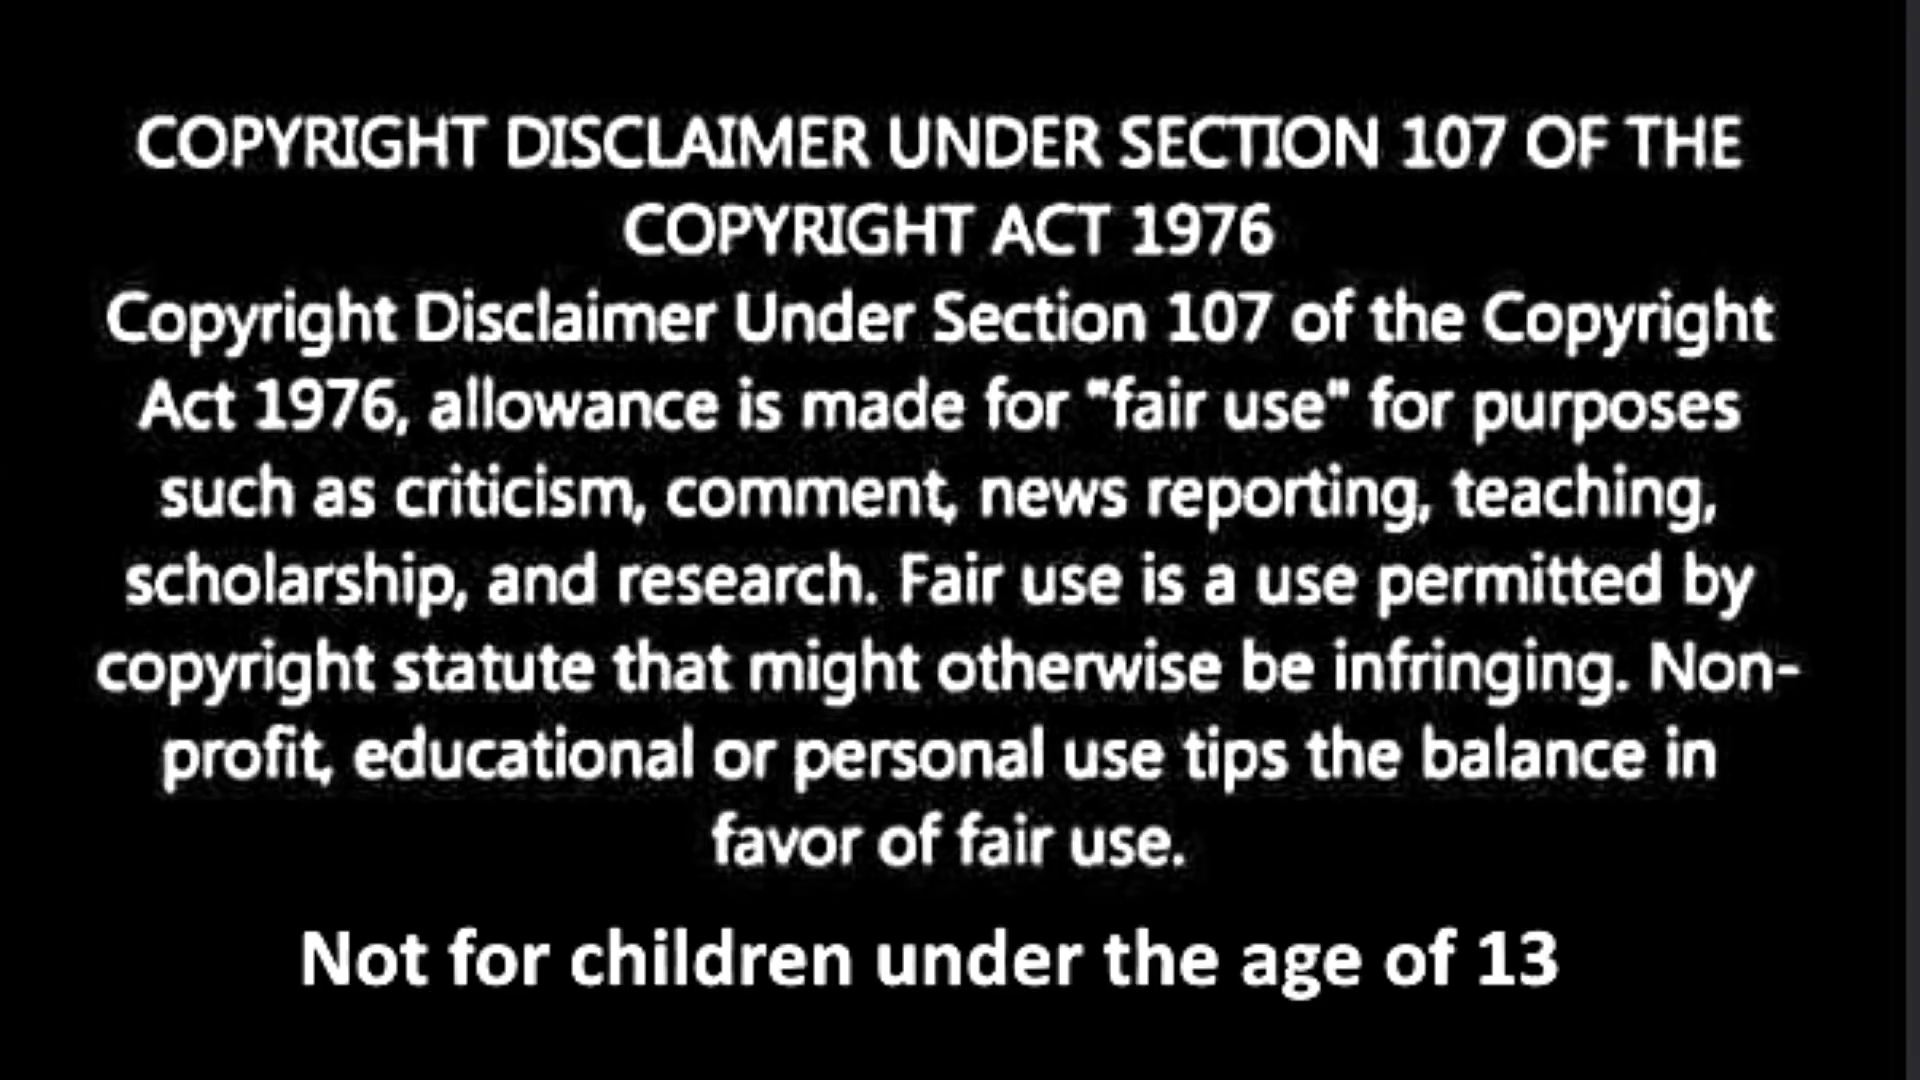 COPYRIGHT DISCLAIMER UNDER SECTION 107 OF THE
COPYRIGHT ACT 1976
Copyright Disclaimer Under Section 107 of the Copyright
Act 1976, allowance is made for "fair use" for purposes
such as criticism, comment, news reporting, teaching,
scholarship, and research. Fair use is a use permitted by
copyright statute that might otherwise be infringing. Non-
profit, educational or personal use tips the balance in
favor of fair use.
Not for children under the age of 13